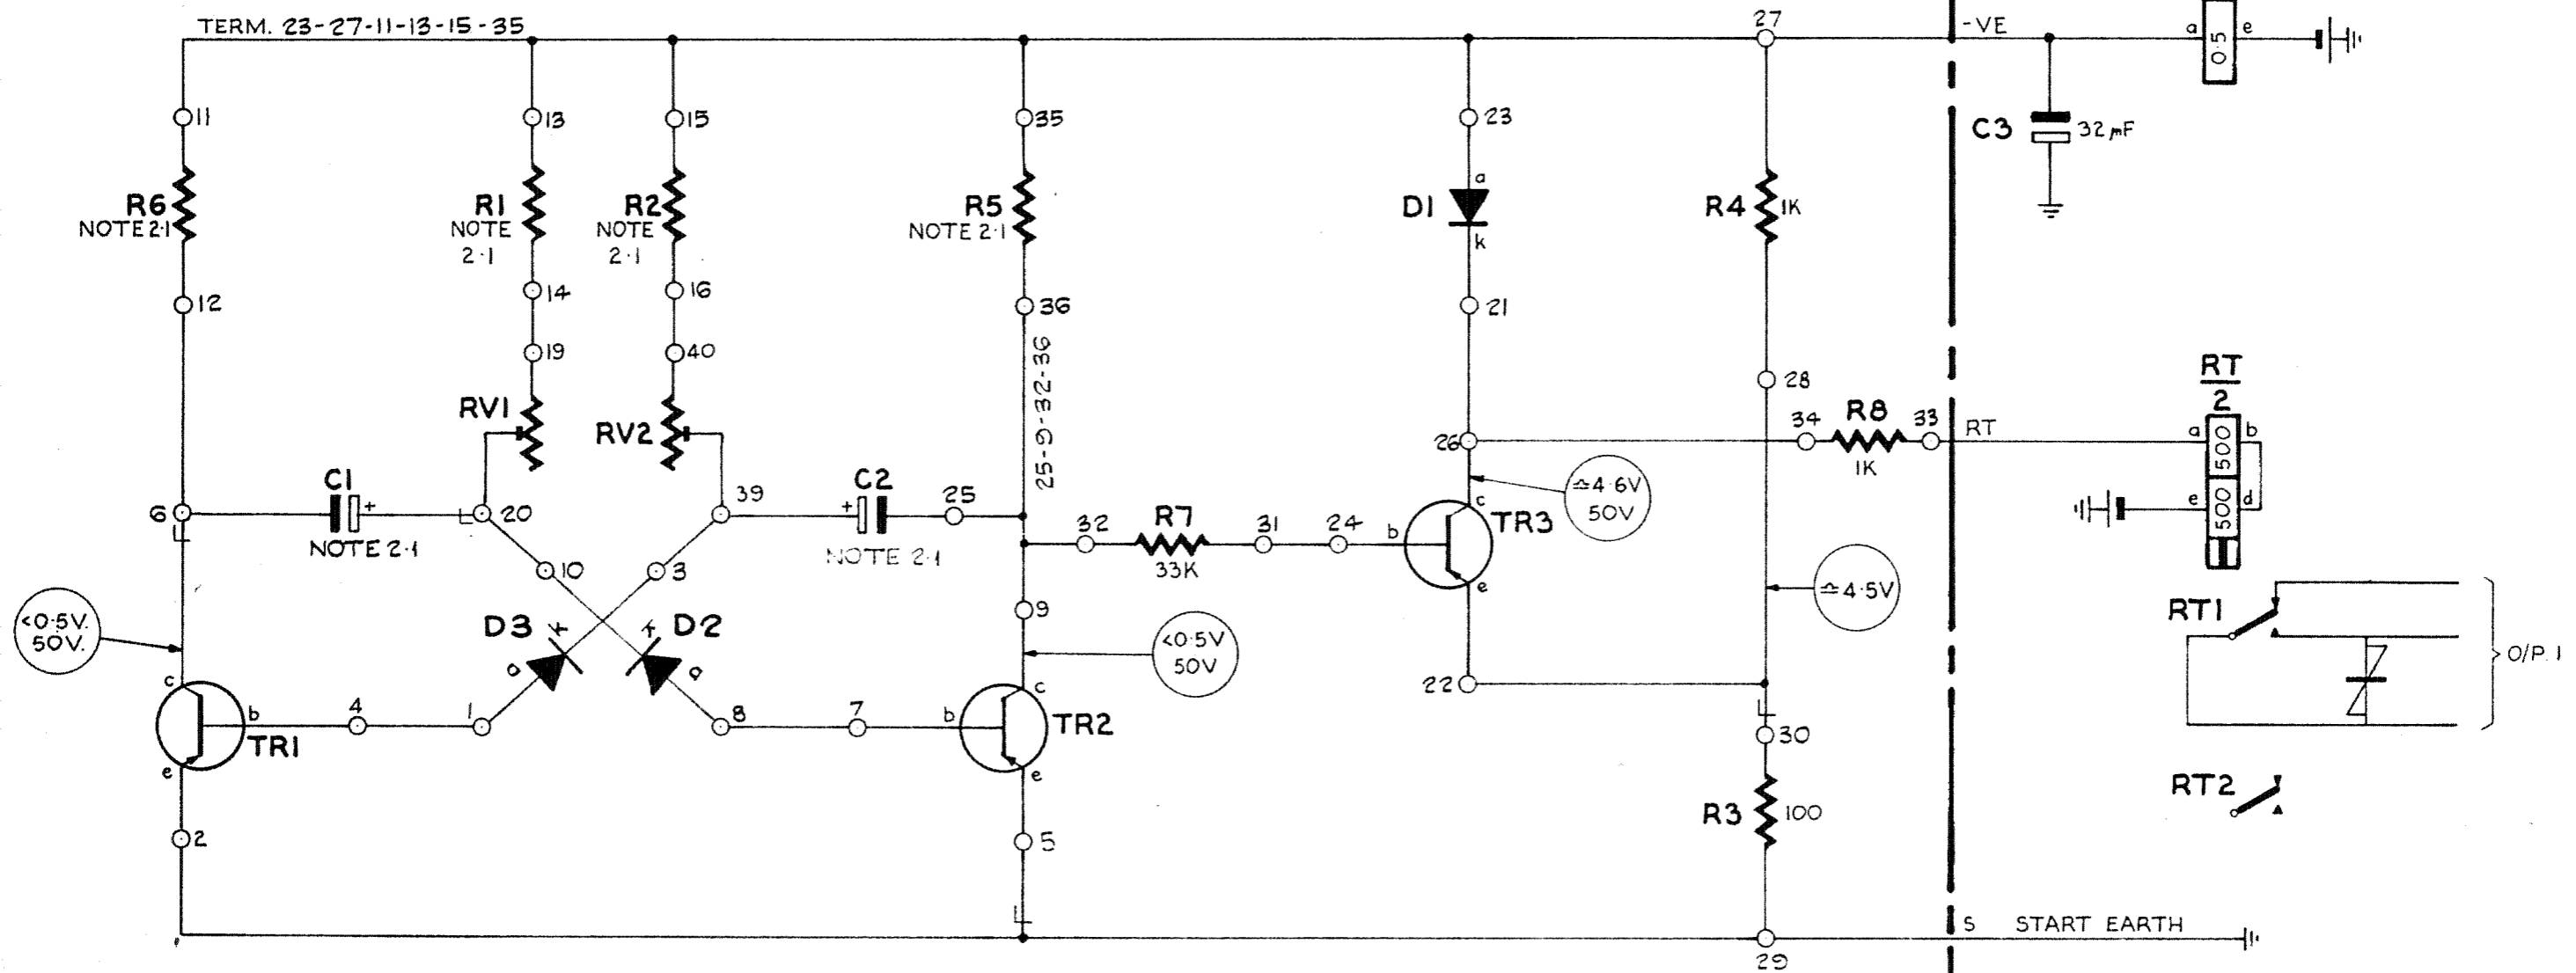 TERM. 23-27-11-13-15-35
27
-VE
a
0.5
e
11
13
15
35
23
C3
32 mF
R6
NOTE 2·1
R1
NOTE
2·1
R2
NOTE
2·1
R5
NOTE 2·1
D1
a
k
R4
1K
12
14
16
36
21
19
40
25-9-32-36
28
RT
2
RV1
RV2
26
34
R8
33
1K
RT
a
500
b
e
500
d
6
C1
+
20
NOTE 2·1
39
C2
+
25
NOTE 2·1
32
R7
33K
31
24
b
c
TR3
e
≏4·6V
50V
10
3
D3
k
a
D2
k
a
9
≏4·5V
<0·5V.
50V.
<0·5V
50V
RT1
O/P. 1
c
b
TR1
e
4
1
8
7
b
c
TR2
e
22
30
RT2
2
5
R3
100
S
START EARTH
29